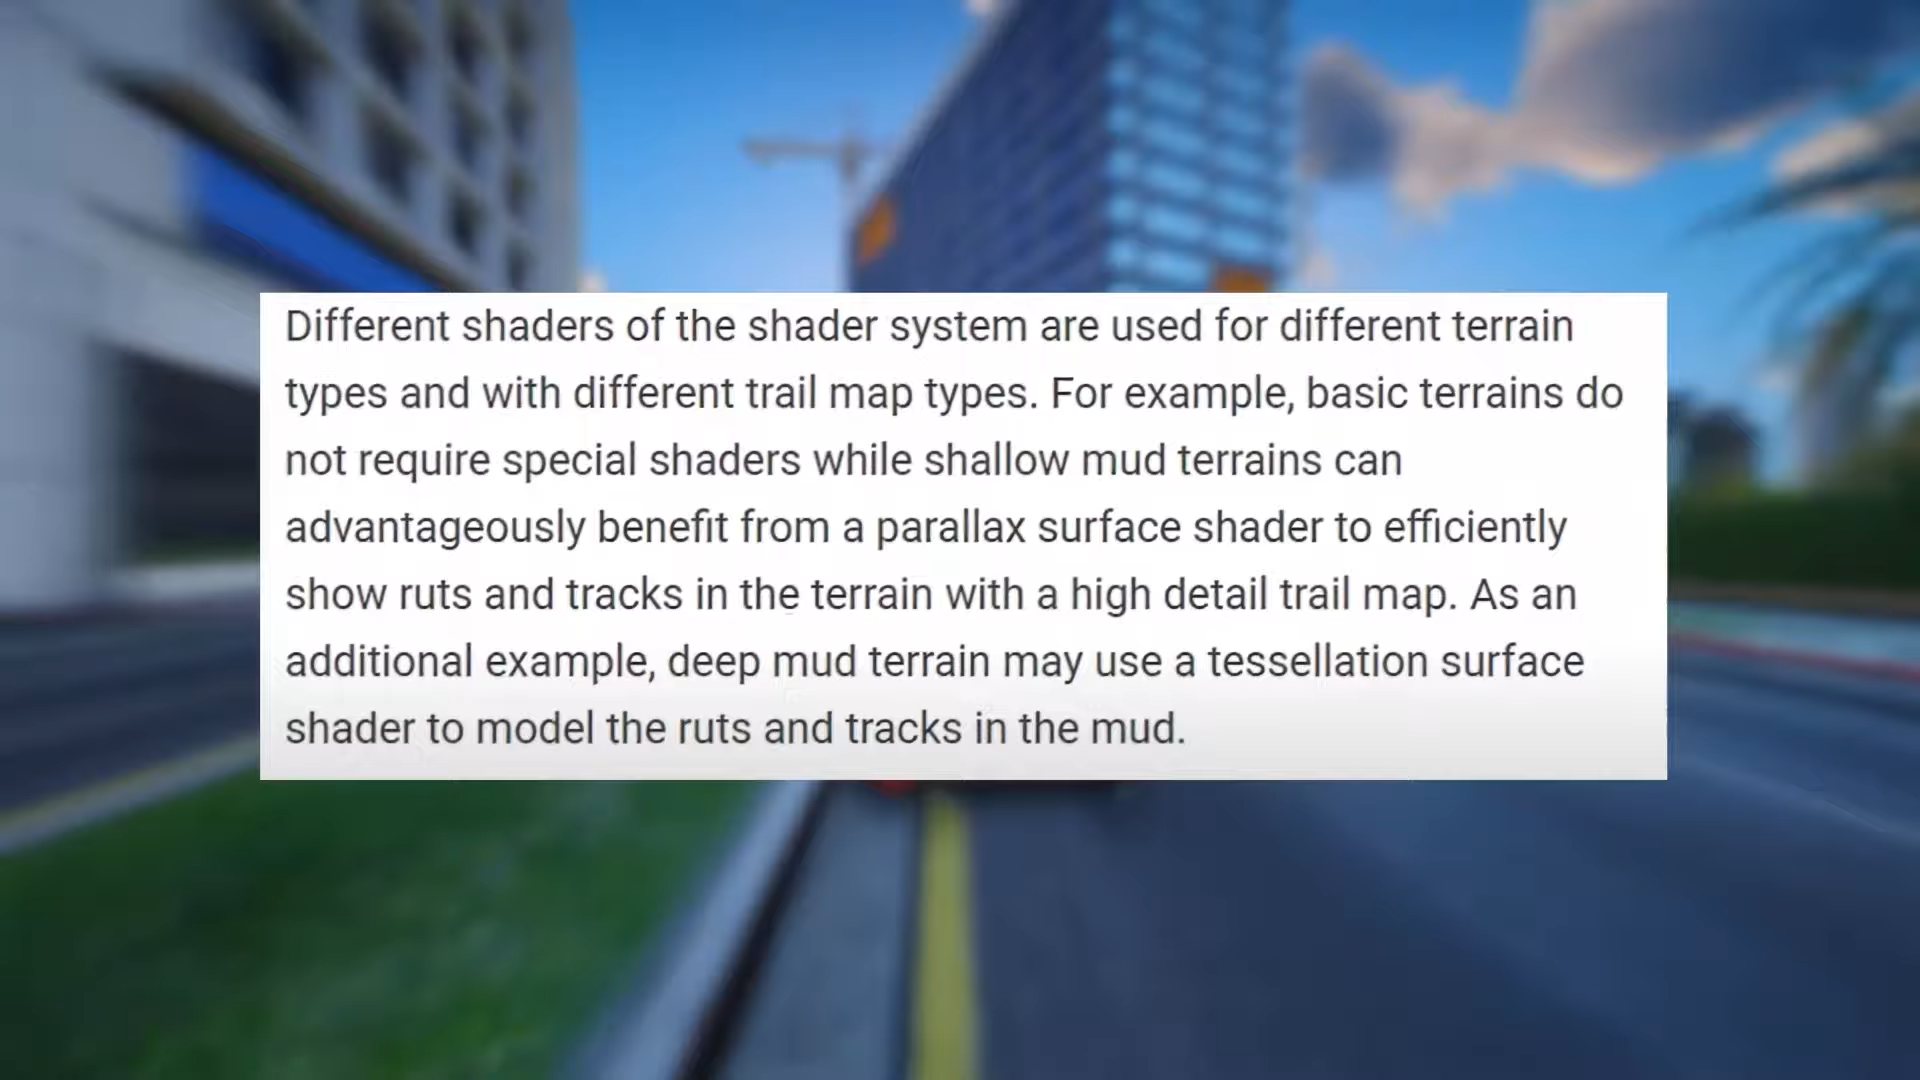 Different shaders of the shader system are used for different terrain
types and with different trail map types. For example, basic terrains do
not require special shaders while shallow mud terrains can
advantageously benefit from a parallax surface shader to efficiently
show ruts and tracks in the terrain with a high detail trail map. As an
additional example, deep mud terrain may use a tessellation surface
shader to model the ruts and tracks in the mud.